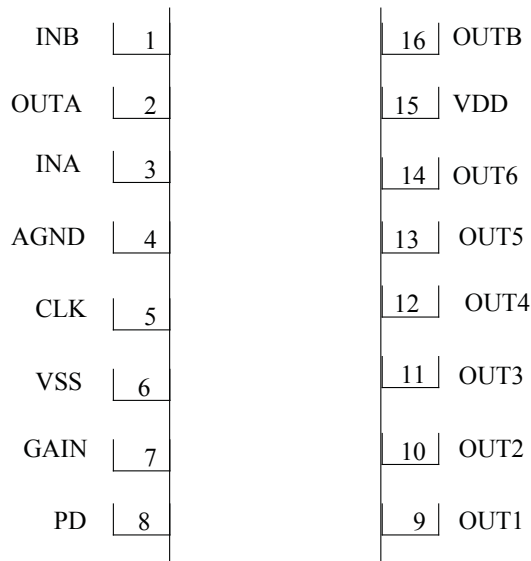 INB 1 16 OUTB
OUTA 2 15 VDD
INA 3 14 OUT6
AGND 4 13 OUT5
CLK 5 12 OUT4
VSS 6 11 OUT3
GAIN 7 10 OUT2
PD 8 9 OUT1